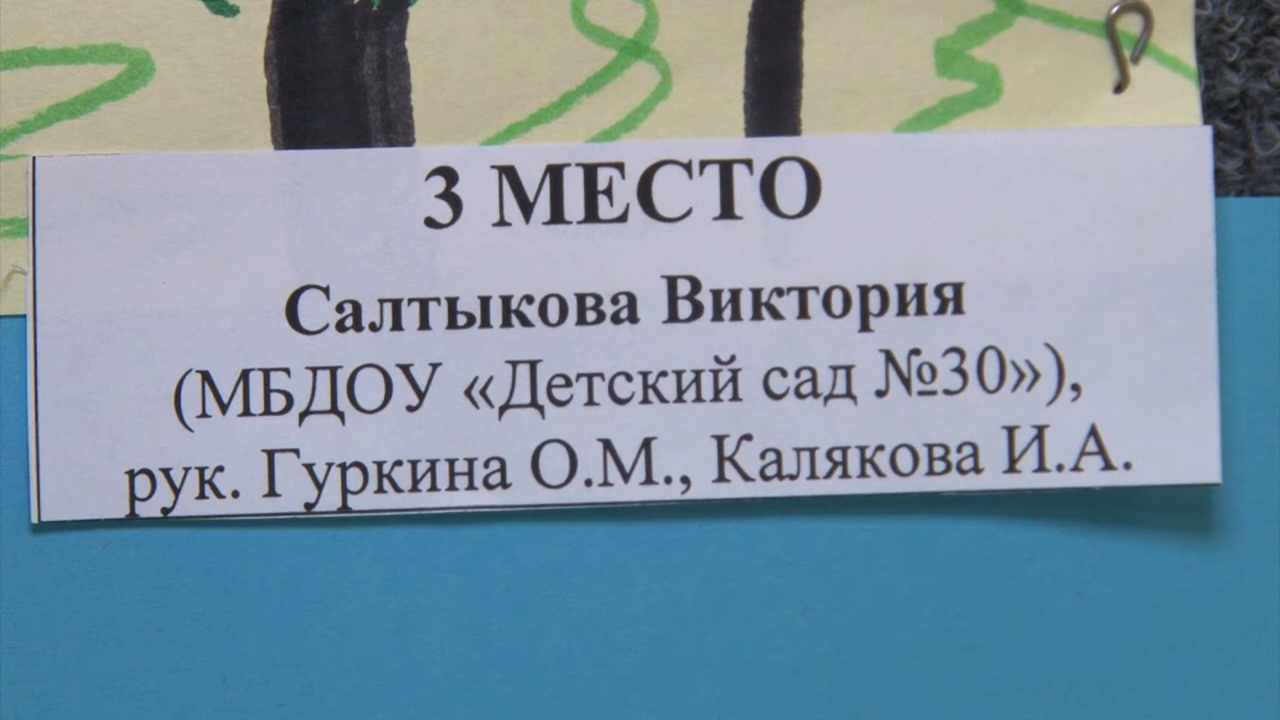 3 МЕСТО
Салтыкова Виктория
(МБДОУ «Детский сад №30»),
рук. Гуркина О.М., Калякова И.А.